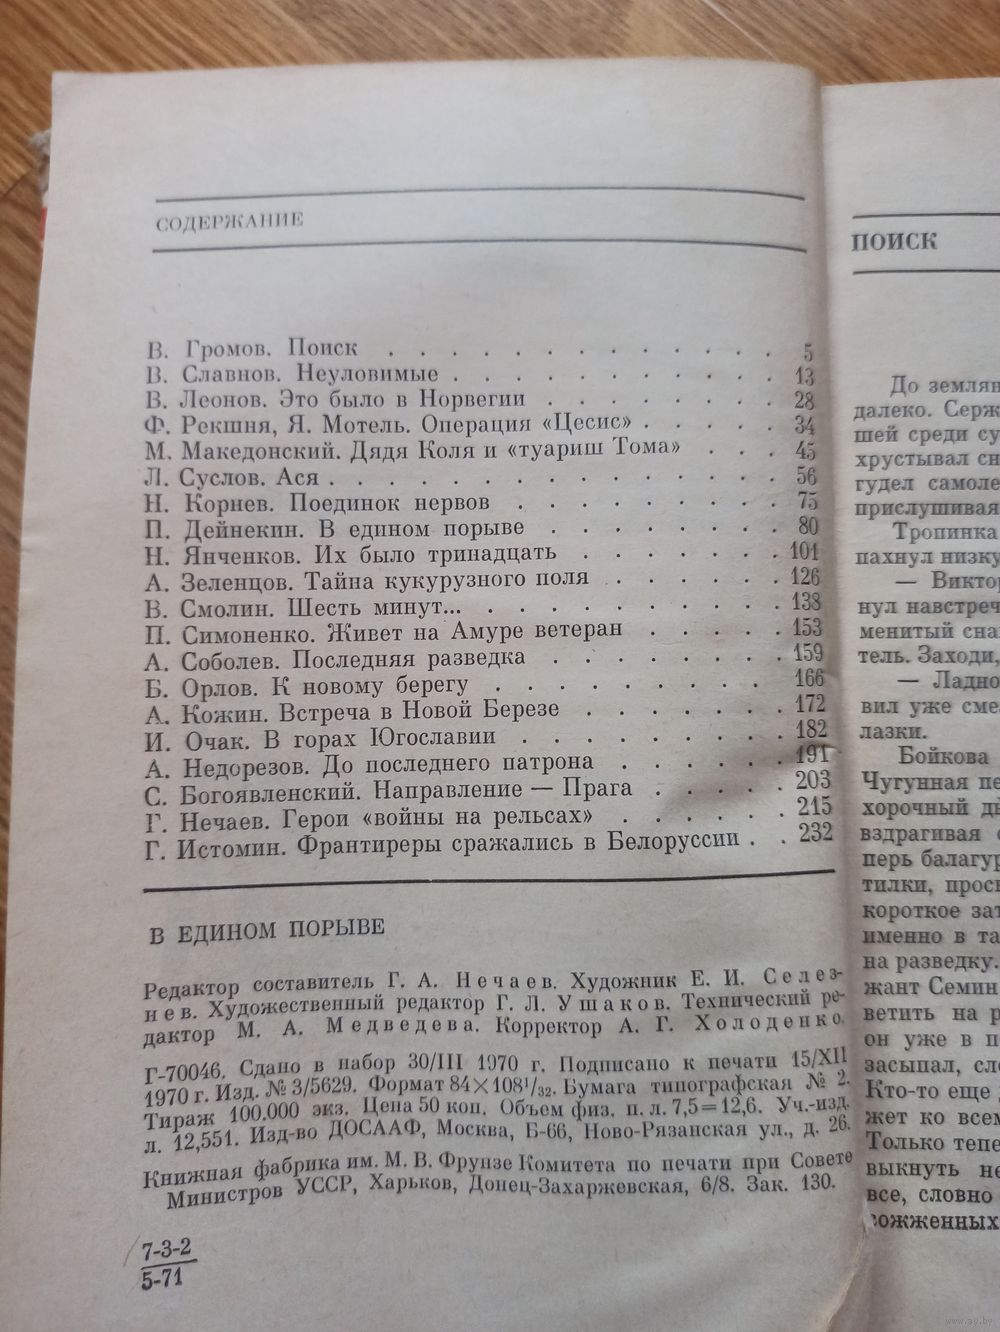 СОДЕРЖАНИЕ
В. Громов. Поиск . . . . . . . . . . . . . . 5
В. Славнов. Неуловимые . . . . . . . . . . . . 13
В. Леонов. Это было в Норвегии . . . . . . . . 28
Ф. Рекшня, Я. Мотель. Операция «Цесис» . . . . . 34
М. Македонский. Дядя Коля и «туариш Тома» . . . 45
Л. Суслов. Ася . . . . . . . . . . . . . . . 56
Н. Корнев. Поединок нервов . . . . . . . . . 75
П. Дейнекин. В едином порыве . . . . . . . . 80
Н. Янченков. Их было тринадцать . . . . . . . 101
А. Зеленцов. Тайна кукурузного поля . . . . . . 126
В. Смолин. Шесть минут... . . . . . . . . . . 138
П. Симоненко. Живет на Амуре ветеран . . . . . 153
А. Соболев. Последняя разведка . . . . . . . . 159
Б. Орлов. К новому берегу . . . . . . . . . 166
А. Кожин. Встреча в Новой Березе . . . . . . . 172
И. Очак. В горах Югославии . . . . . . . . . 182
А. Недорезов. До последнего патрона . . . . . . 191
С. Богоявленский. Направление — Прага . . . . . 203
Г. Нечаев. Герои «войны на рельсах» . . . . . . 215
Г. Истомин. Франтиреры сражались в Белоруссии . . 232
В ЕДИНОМ ПОРЫВЕ
Редактор составитель Г. А. Нечаев. Художник Е. И. Селез-
нев. Художественный редактор Г. Л. Ушаков. Технический ре-
дактор М. А. Медведева. Корректор А. Г. Холоденко.
Г-70046. Сдано в набор 30/III 1970 г. Подписано к печати 15/XII
1970 г. Изд. № 3/5629. Формат 84×108¹/₃₂. Бумага типографская № 2.
Тираж 100.000 экз. Цена 50 коп. Объем физ. п. л. 7,5=12,6. Уч.-изд.
л. 12,551. Изд-во ДОСААФ, Москва, Б-66, Ново-Рязанская ул., д. 26.
Книжная фабрика им. М. В. Фрунзе Комитета по печати при Совете
Министров УССР, Харьков, Донец-Захаржевская, 6/8. Зак. 130.
7-3-2
5-71
ПОИСК
До землян
далеко. Серж
шей среди су
хрустывал сн
гудел самоле
прислушивая
Тропинка
пахнул низку
— Виктор
нул навстреч
менитый сна
тель. Заходи,
— Ладно
вил уже сме
лазки.
Бойкова
Чугунная пе
хорочный ды
вздрагивая с
перь балагур
тилки, прост
короткое зат
именно в та
на разведку.
жант Семин
ветить на р
он уже в п
засыпал, сло
Кто-то еще
жет ко всем
Только тепе
выкнуть не
все, словно
сожженных
www.ay.by